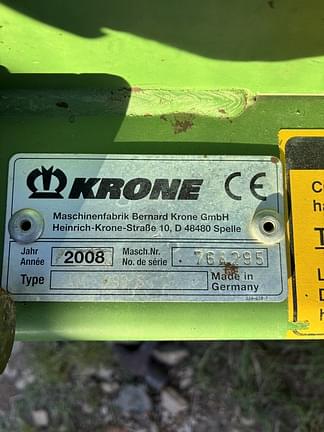 KRONE CE
Maschinenfabrik Bernard Krone GmbH
Heinrich-Krone-Straße 10, D 48480 Spelle
Jahr Année 2008 Masch.Nr. No. de série
Type Made in Germany